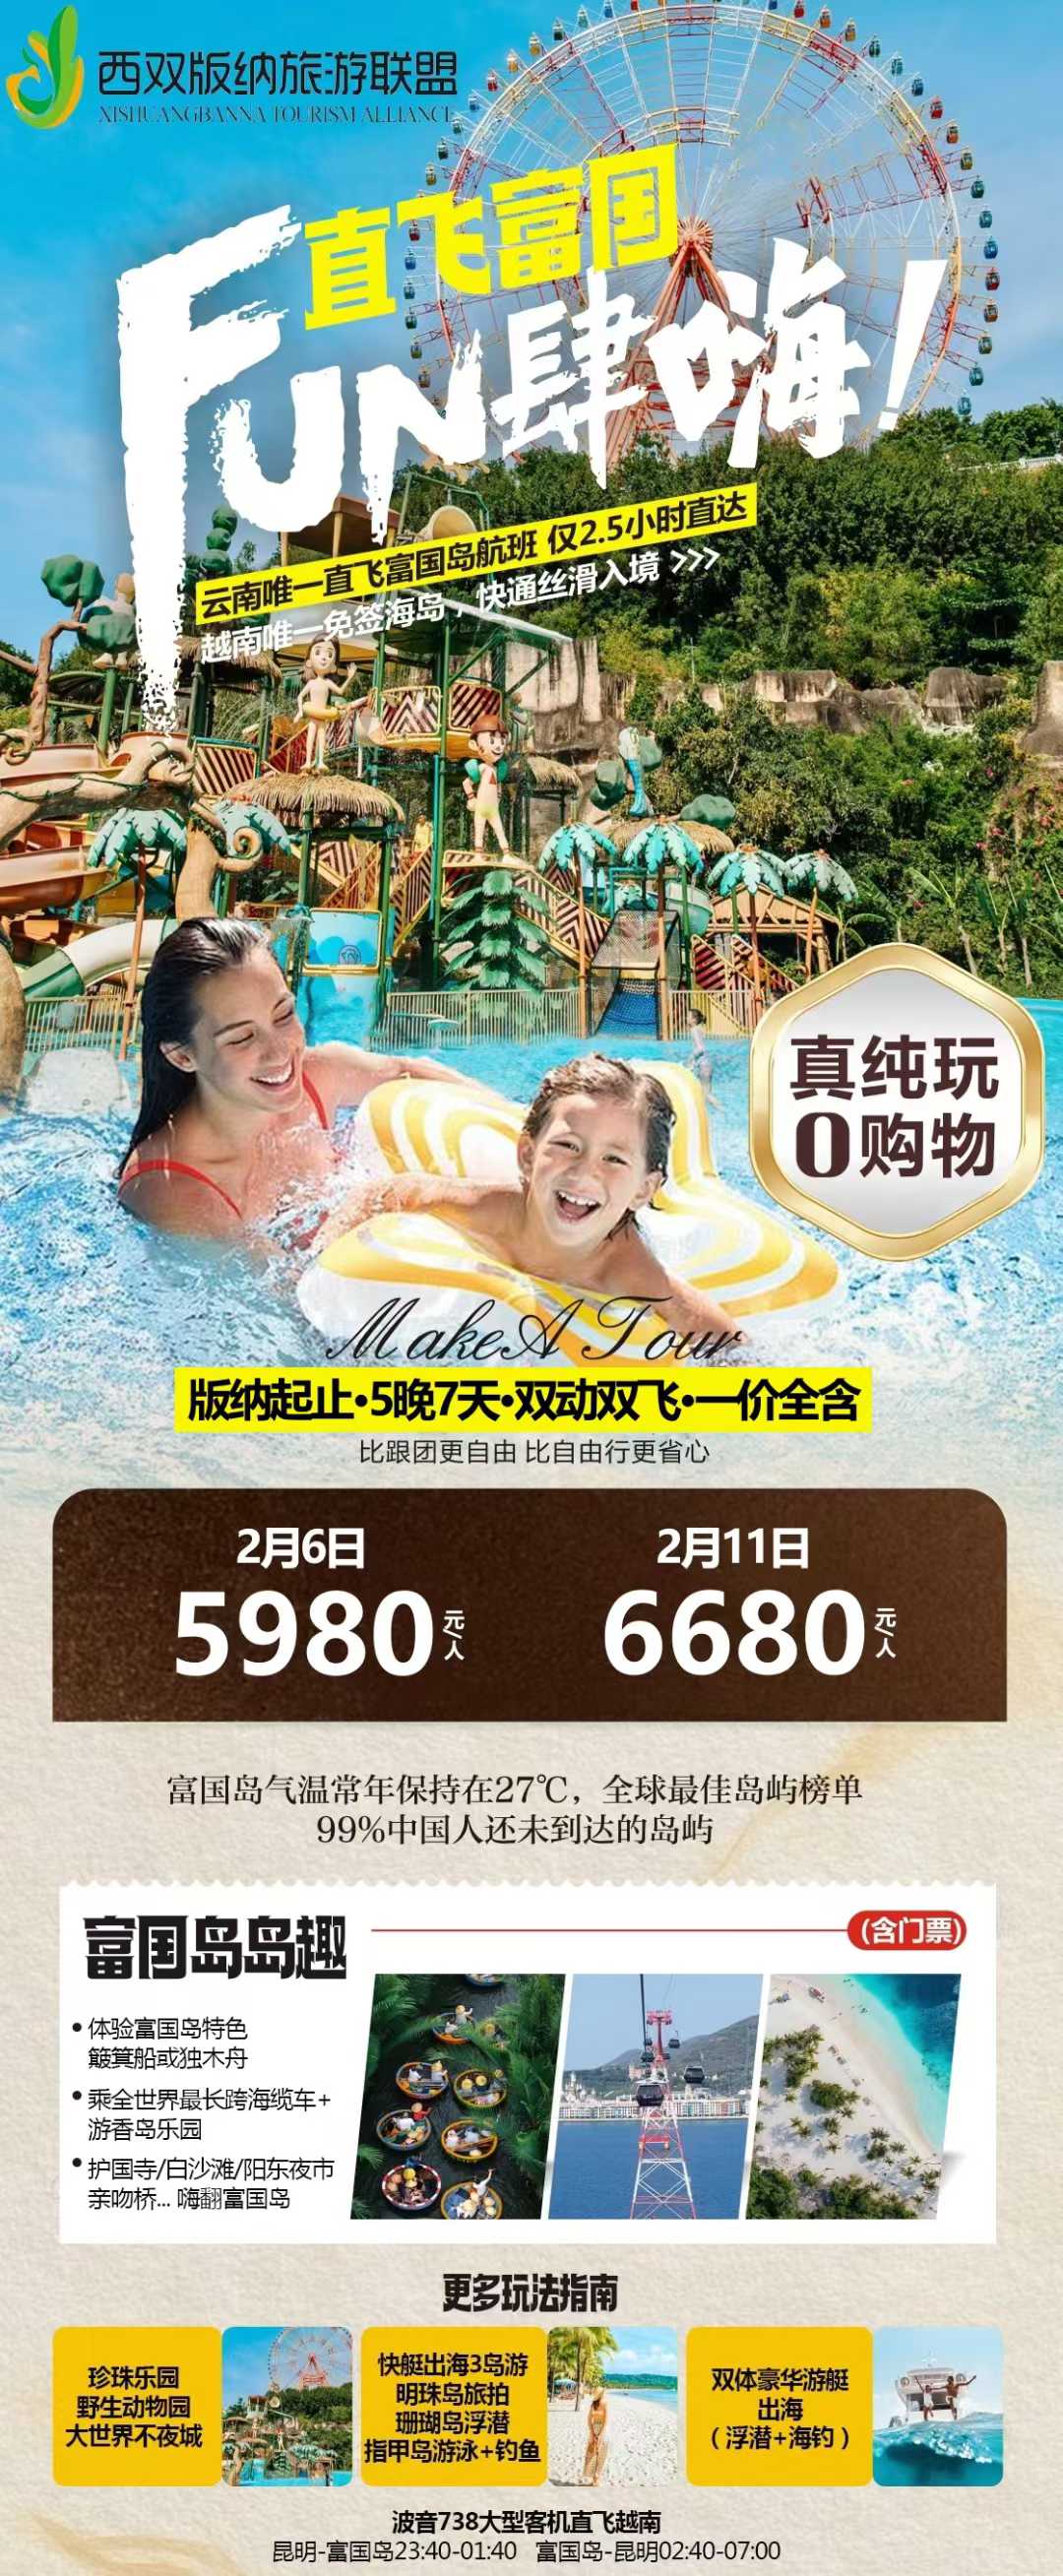 西双版纳旅游联盟
XISHUANGBANNA TOURISM ALLIANCE
直飞富国
FUN肆嗨!
云南唯一直飞富国岛航班 仅2.5小时直达
越南唯一免签海岛，快通丝滑入境 >>>
真纯玩
0购物
Make A Tour
版纳起止·5晚7天·双动双飞·一价全含
比跟团更自由 比自由行更省心
2月6日
5980元/人
2月11日
6680元/人
富国岛气温常年保持在27℃，全球最佳岛屿榜单
99%中国人还未到达的岛屿
富国岛岛趣
(含门票)
• 体验富国岛特色
簸箕船或独木舟
• 乘全世界最长跨海缆车+
游香岛乐园
• 护国寺/白沙滩/阳东夜市
亲吻桥... 嗨翻富国岛
更多玩法指南
珍珠乐园
野生动物园
大世界不夜城
快艇出海3岛游
明珠岛旅拍
珊瑚岛浮潜
指甲岛游泳+钓鱼
双体豪华游艇
出海
（浮潜+海钓）
波音738大型客机直飞越南
昆明-富国岛23:40-01:40 富国岛-昆明02:40-07:00